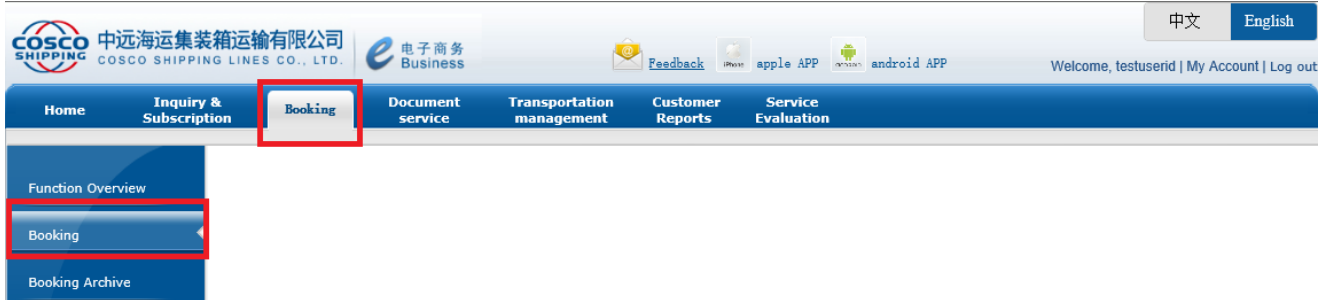 中文
English
COSCO
SHIPPING
中远海运集装箱运输有限公司
COSCO SHIPPING LINES CO., LTD.
电子商务
Business
Feedback
iPhone
apple APP
android APP
Welcome, testuserid | My Account | Log out
Home
Inquiry &
Subscription
Booking
Document
service
Transportation
management
Customer
Reports
Service
Evaluation
Function Overview
Booking
Booking Archive